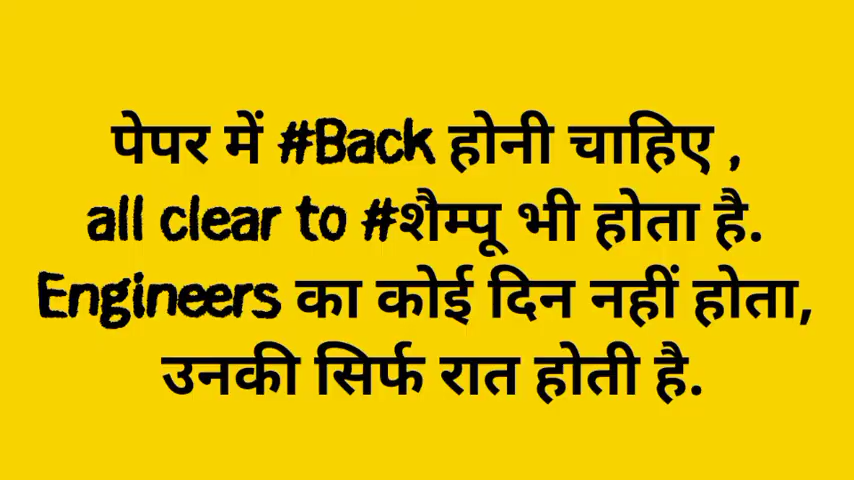 पेपर में #Back होनी चाहिए ,
all clear to #शैम्पू भी होता है.
Engineers का कोई दिन नहीं होता,
उनकी सिर्फ रात होती है.